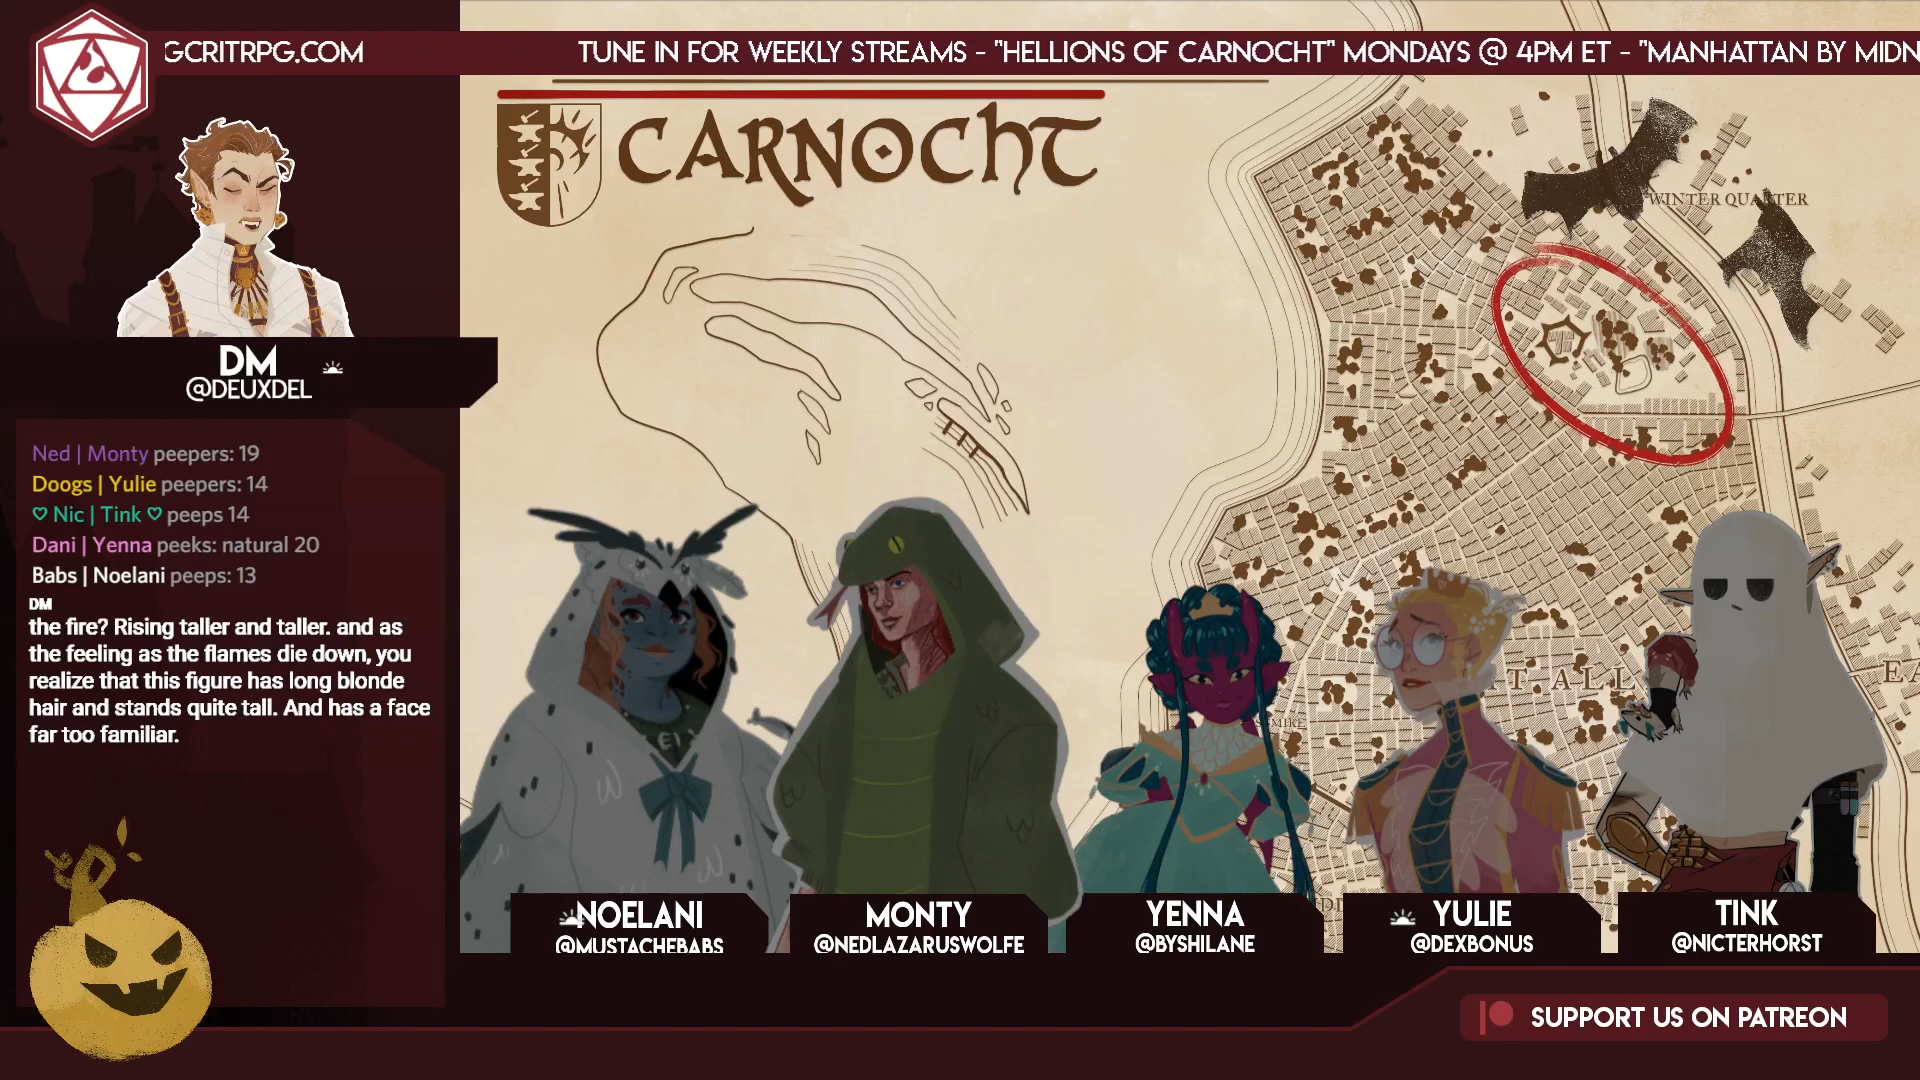 GCRITRPG.COM
TUNE IN FOR WEEKLY STREAMS - "HELLIONS OF CARNOCHT" MONDAYS @ 4PM ET - "MANHATTAN BY MIDN
CARNOCHT
WINTER QUARTER
DM
@DEUXDEL
Ned | Monty peepers: 19
Doogs | Yulie peepers: 14
♡ Nic | Tink ♡ peeps 14
Dani | Yenna peeks: natural 20
Babs | Noelani peeps: 13
DM
the fire? Rising taller and taller. and as
the feeling as the flames die down, you
realize that this figure has long blonde
hair and stands quite tall. And has a face
far too familiar.
T-ALL
EA
NOELANI
@MUSTACHEBABS
MONTY
@NEDLAZARUSWOLFE
YENNA
@BYSHILANE
YULIE
@DEXBONUS
TINK
@NICTERHORST
SUPPORT US ON PATREON